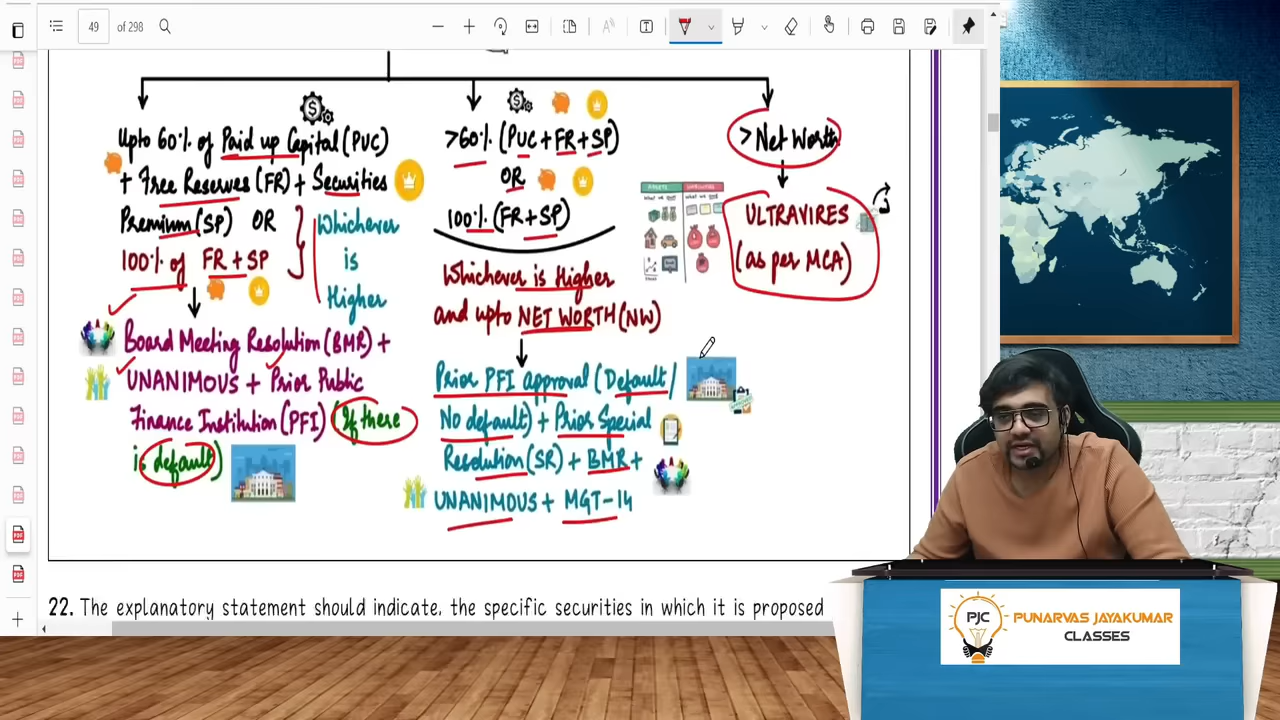 49 of 298
Upto 60% of Paid up Capital (PUC)
+ Free Reserves (FR) + Securities
Premium (SP) OR
100% of FR + SP
Whichever
is
Higher
Board Meeting Resolution (BMR) +
UNANIMOUS + Prior Public
Finance Institution (PFI) (If there
is default)
>60% (PUC + FR + SP)
OR
100% (FR + SP)
Whichever is Higher
and upto NET WORTH (NW)
Prior PFI approval (Default/
No default) + Prior Special
Resolution (SR) + BMR +
UNANIMOUS + MGT-14
> Net Worth
ULTRAVIRES
(as per MCA)
22. The explanatory statement should indicate, the specific securities in which it is proposed
PJC
PUNARVAS JAYAKUMAR
CLASSES